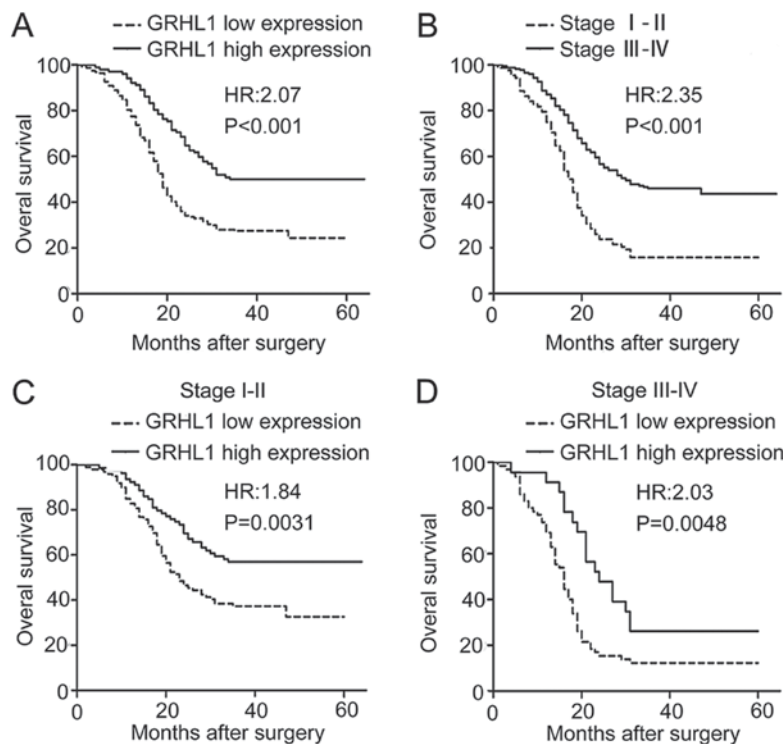 A
GRHL1 low expression
GRHL1 high expression
100
80
60
40
20
0
0 20 40 60
Overal survival
HR:2.07
P<0.001
Months after surgery
B
Stage I - II
Stage III-IV
100
80
60
40
20
0
0 20 40 60
Overal survival
HR:2.35
P<0.001
Months after surgery
C
Stage I-II
GRHL1 low expression
GRHL1 high expression
100
80
60
40
20
0
0 20 40 60
Overal survival
HR:1.84
P=0.0031
Months after surgery
D
Stage III-IV
GRHL1 low expression
GRHL1 high expression
100
80
60
40
20
0
0 20 40 60
Overal survival
HR:2.03
P=0.0048
Months after surgery